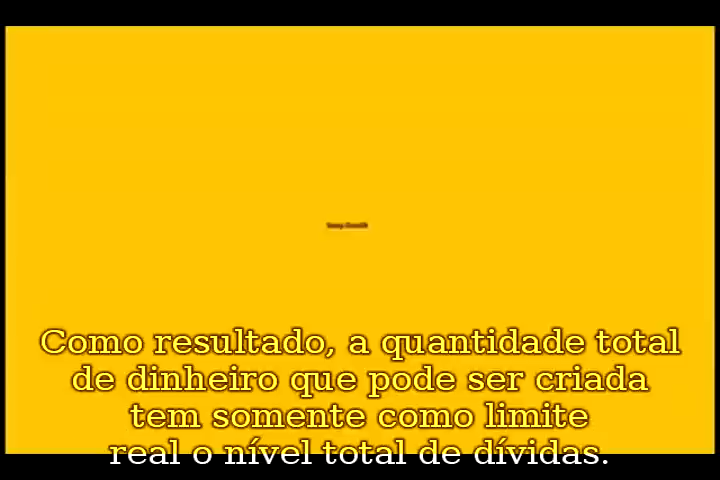 Como resultado, a quantidade total
de dinheiro que pode ser criada
tem somente como limite
real o nível total de dívidas.